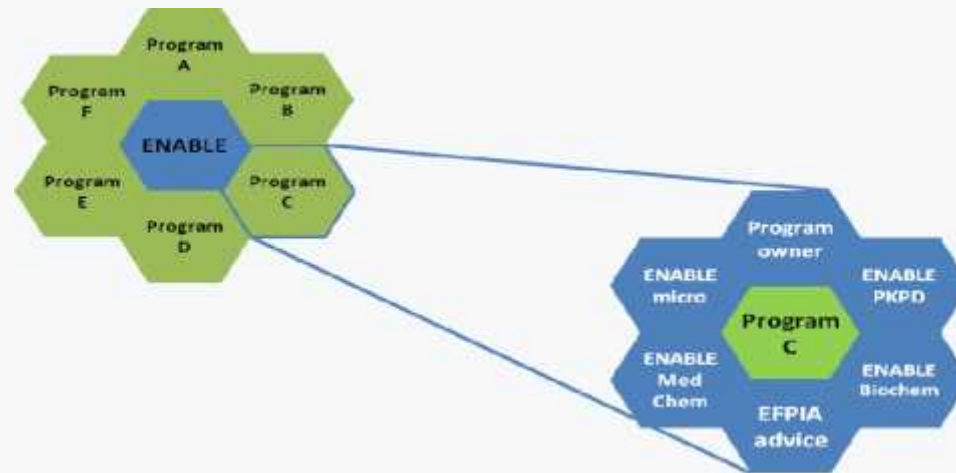 Program
A
Program
F
Program
B
ENABLE
Program
E
Program
C
Program
D
Program
owner
ENABLE
micro
ENABLE
PKPD
Program
C
ENABLE
Med
Chem
ENABLE
Biochem
EFPIA
advice